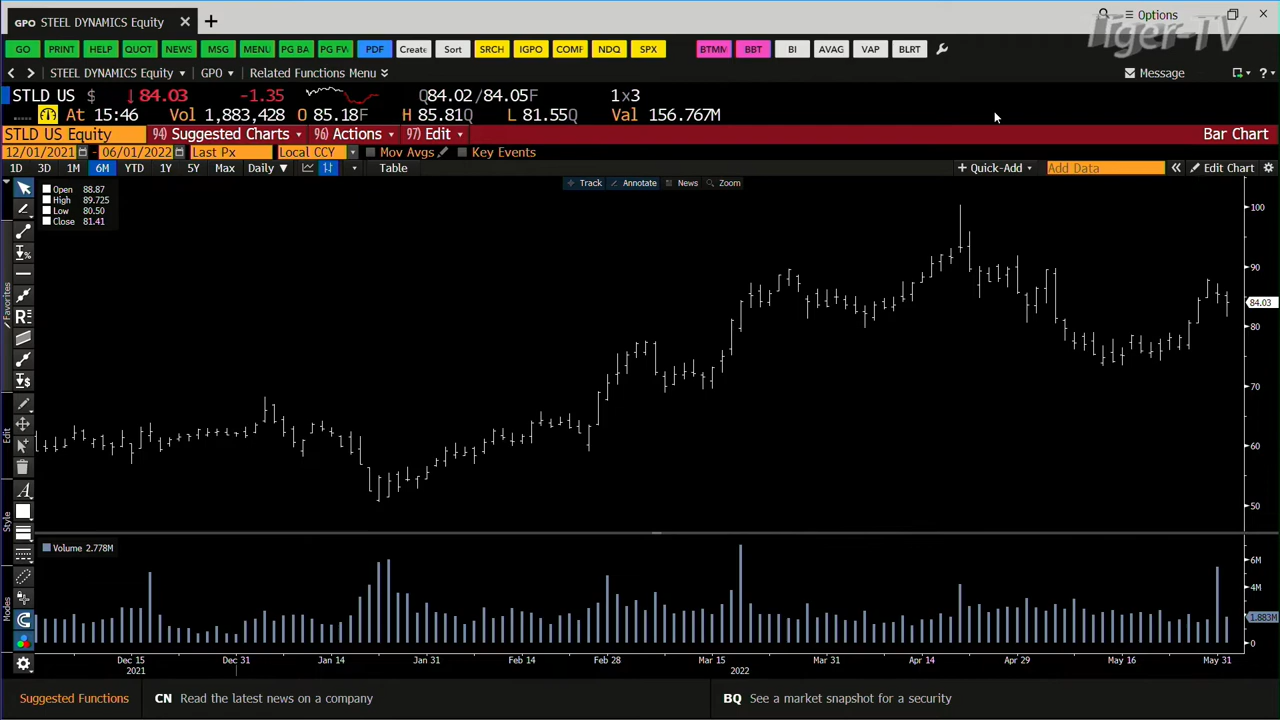 GPO STEEL DYNAMICS Equity
Options
Tiger-TV
GO PRINT HELP QUOT NEWS MSG MENU PG BA PG FW PDF Create Sort SRCH IGPO COMF NDQ SPX BTMM BBT BI AVAG VAP BLRT
STEEL DYNAMICS Equity GPO Related Functions Menu Message
STLD US $ ↓84.03 -1.35 Q84.02/84.05F 1x3
At 15:46 Vol 1,883,428 O 85.18F H 85.81Q L 81.55Q Val 156.767M
STLD US Equity 94) Suggested Charts 96) Actions 97) Edit Bar Chart
12/01/2021 - 06/01/2022 Last Px Local CCY Mov Avgs Key Events
1D 3D 1M 6M YTD 1Y 5Y Max Daily Table + Quick-Add Add Data Edit Chart
Track Annotate News Zoom
Open 88.87
High 89.725
Low 80.50
Close 81.41
100
90
84.03
80
70
60
50
Favorites
Edit
Style
Modes
Volume 2.778M
6M
4M
1.883M
0
Dec 15 Dec 31 Jan 14 Jan 31 Feb 14 Feb 28 Mar 15 Mar 31 Apr 14 Apr 29 May 16 May 31
2021 2022
Suggested Functions CN Read the latest news on a company BQ See a market snapshot for a security